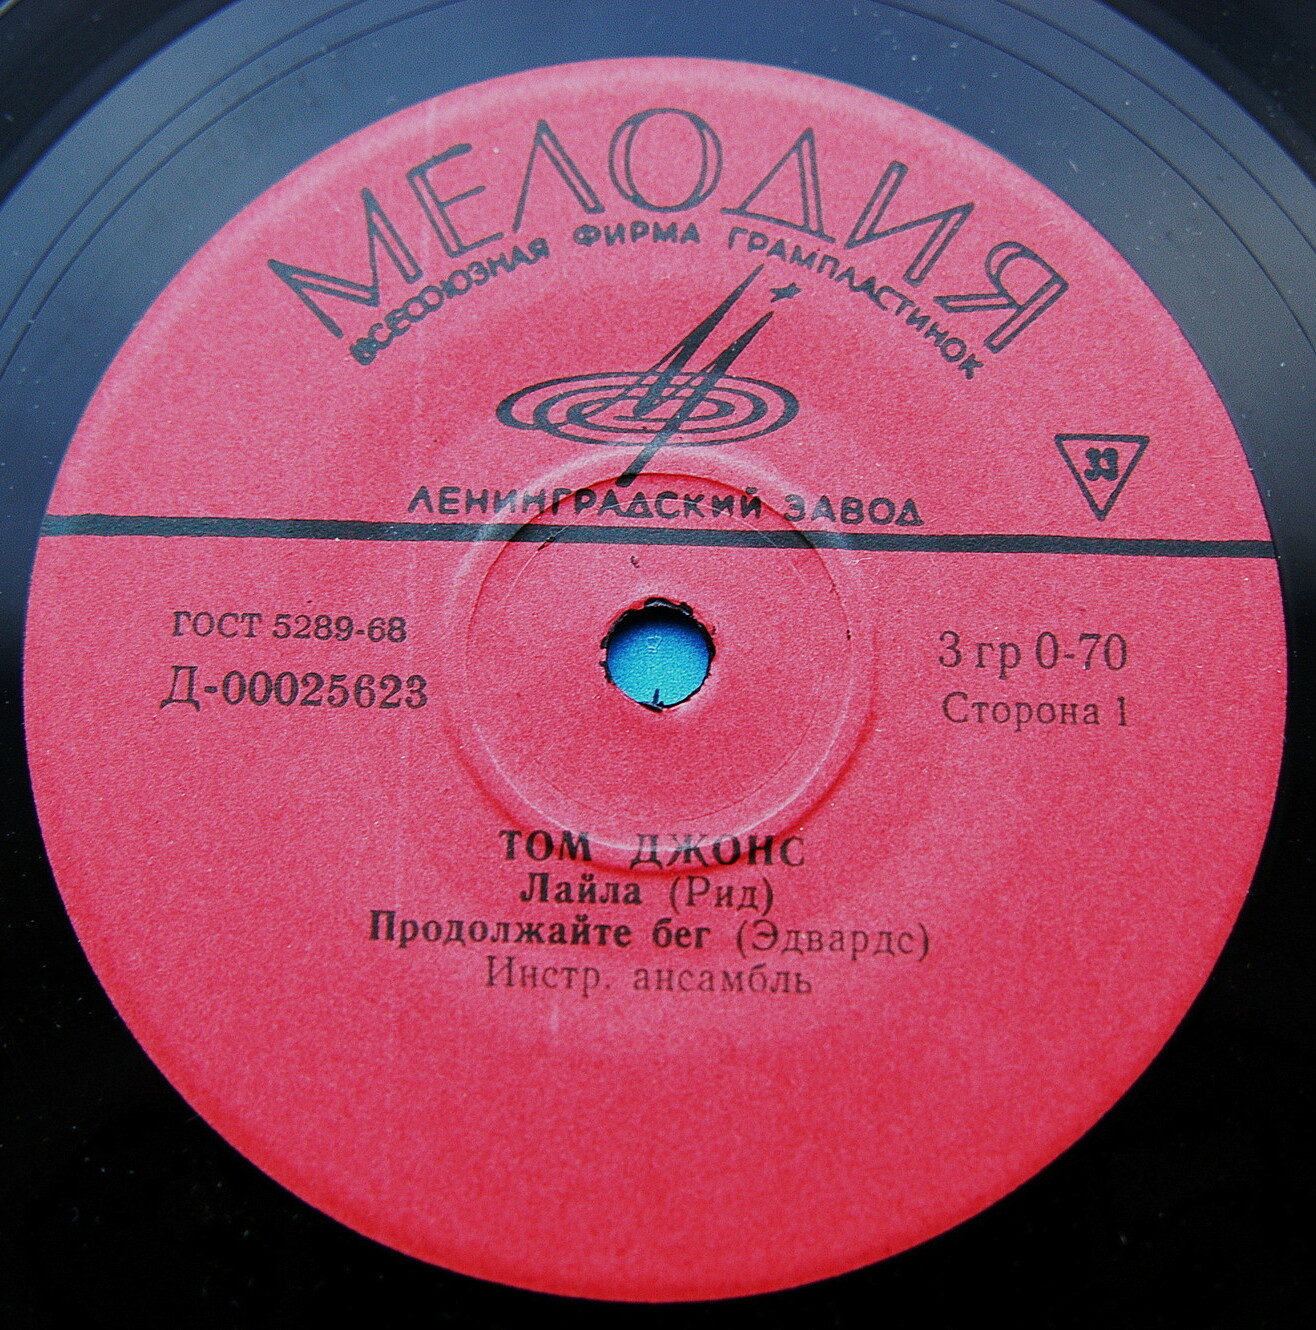 МЕЛОДИЯ
ВСЕСОЮЗНАЯ ФИРМА ГРАМПЛАСТИНОК
33
ЛЕНИНГРАДСКИЙ ЗАВОД
ГОСТ 5289-68
Д-00025623
3 гр 0-70
Сторона 1
ТОМ ДЖОНС
Лайла (Рид)
Продолжайте бег (Эдвардс)
Инстр. ансамбль